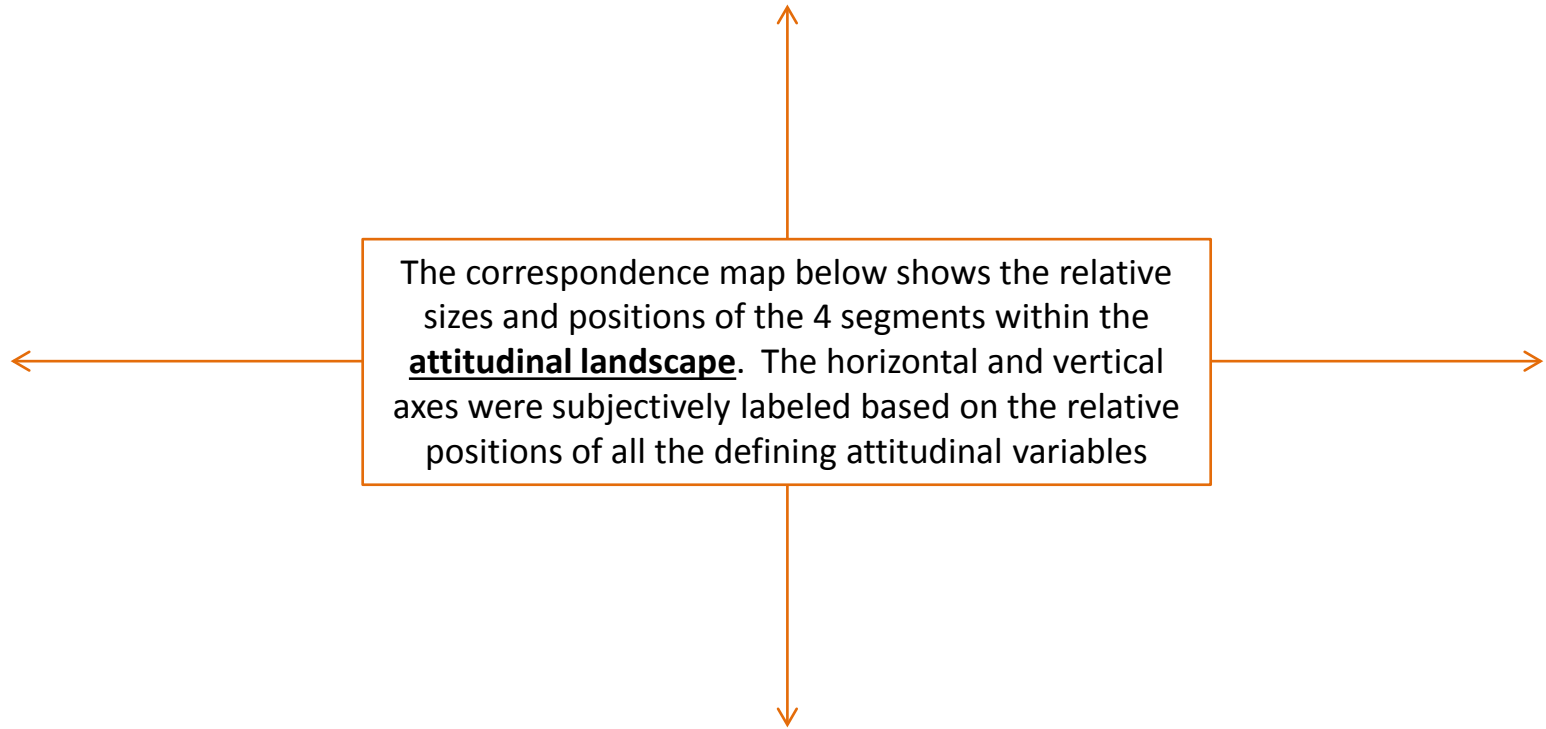 The correspondence map below shows the relative
sizes and positions of the 4 segments within the
attitudinal landscape.  The horizontal and vertical
axes were subjectively labeled based on the relative
positions of all the defining attitudinal variables